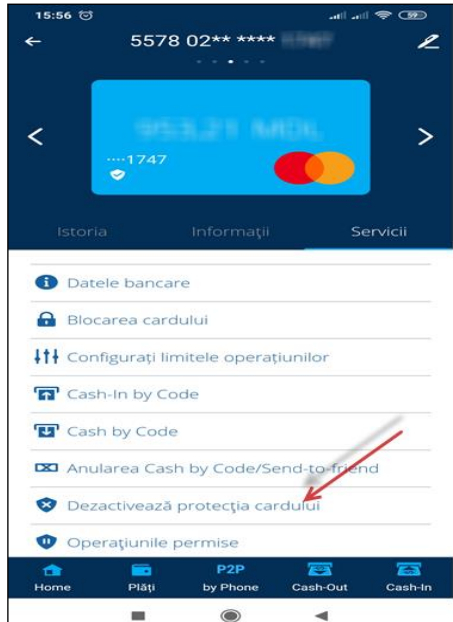 15:56 59
5578 02** ****
····1747
Istoria Informații Servicii
Datele bancare
Blocarea cardului
Configurați limitele operațiunilor
Cash-In by Code
Cash by Code
Anularea Cash by Code/Send-to-friend
Dezactivează protecția cardului
Operațiunile permise
P2P
Home Plăți by Phone Cash-Out Cash-In